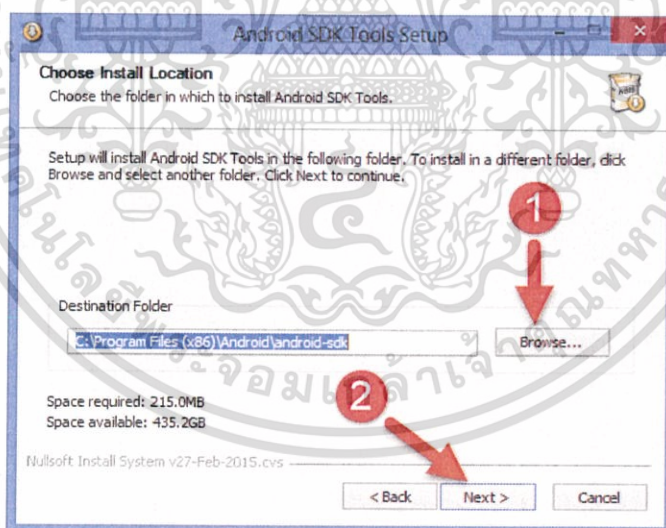 Android SDK Tools Setup
Choose Install Location
Choose the folder in which to install Android SDK Tools.
Setup will install Android SDK Tools in the following folder. To install in a different folder, click
Browse and select another folder. Click Next to continue.
1
Destination Folder
C:\Program Files (x86)\Android\android-sdk
Browse...
Space required: 215.0MB
Space available: 435.2GB
2
Nullsoft Install System v27-Feb-2015.cvs
< Back
Next >
Cancel